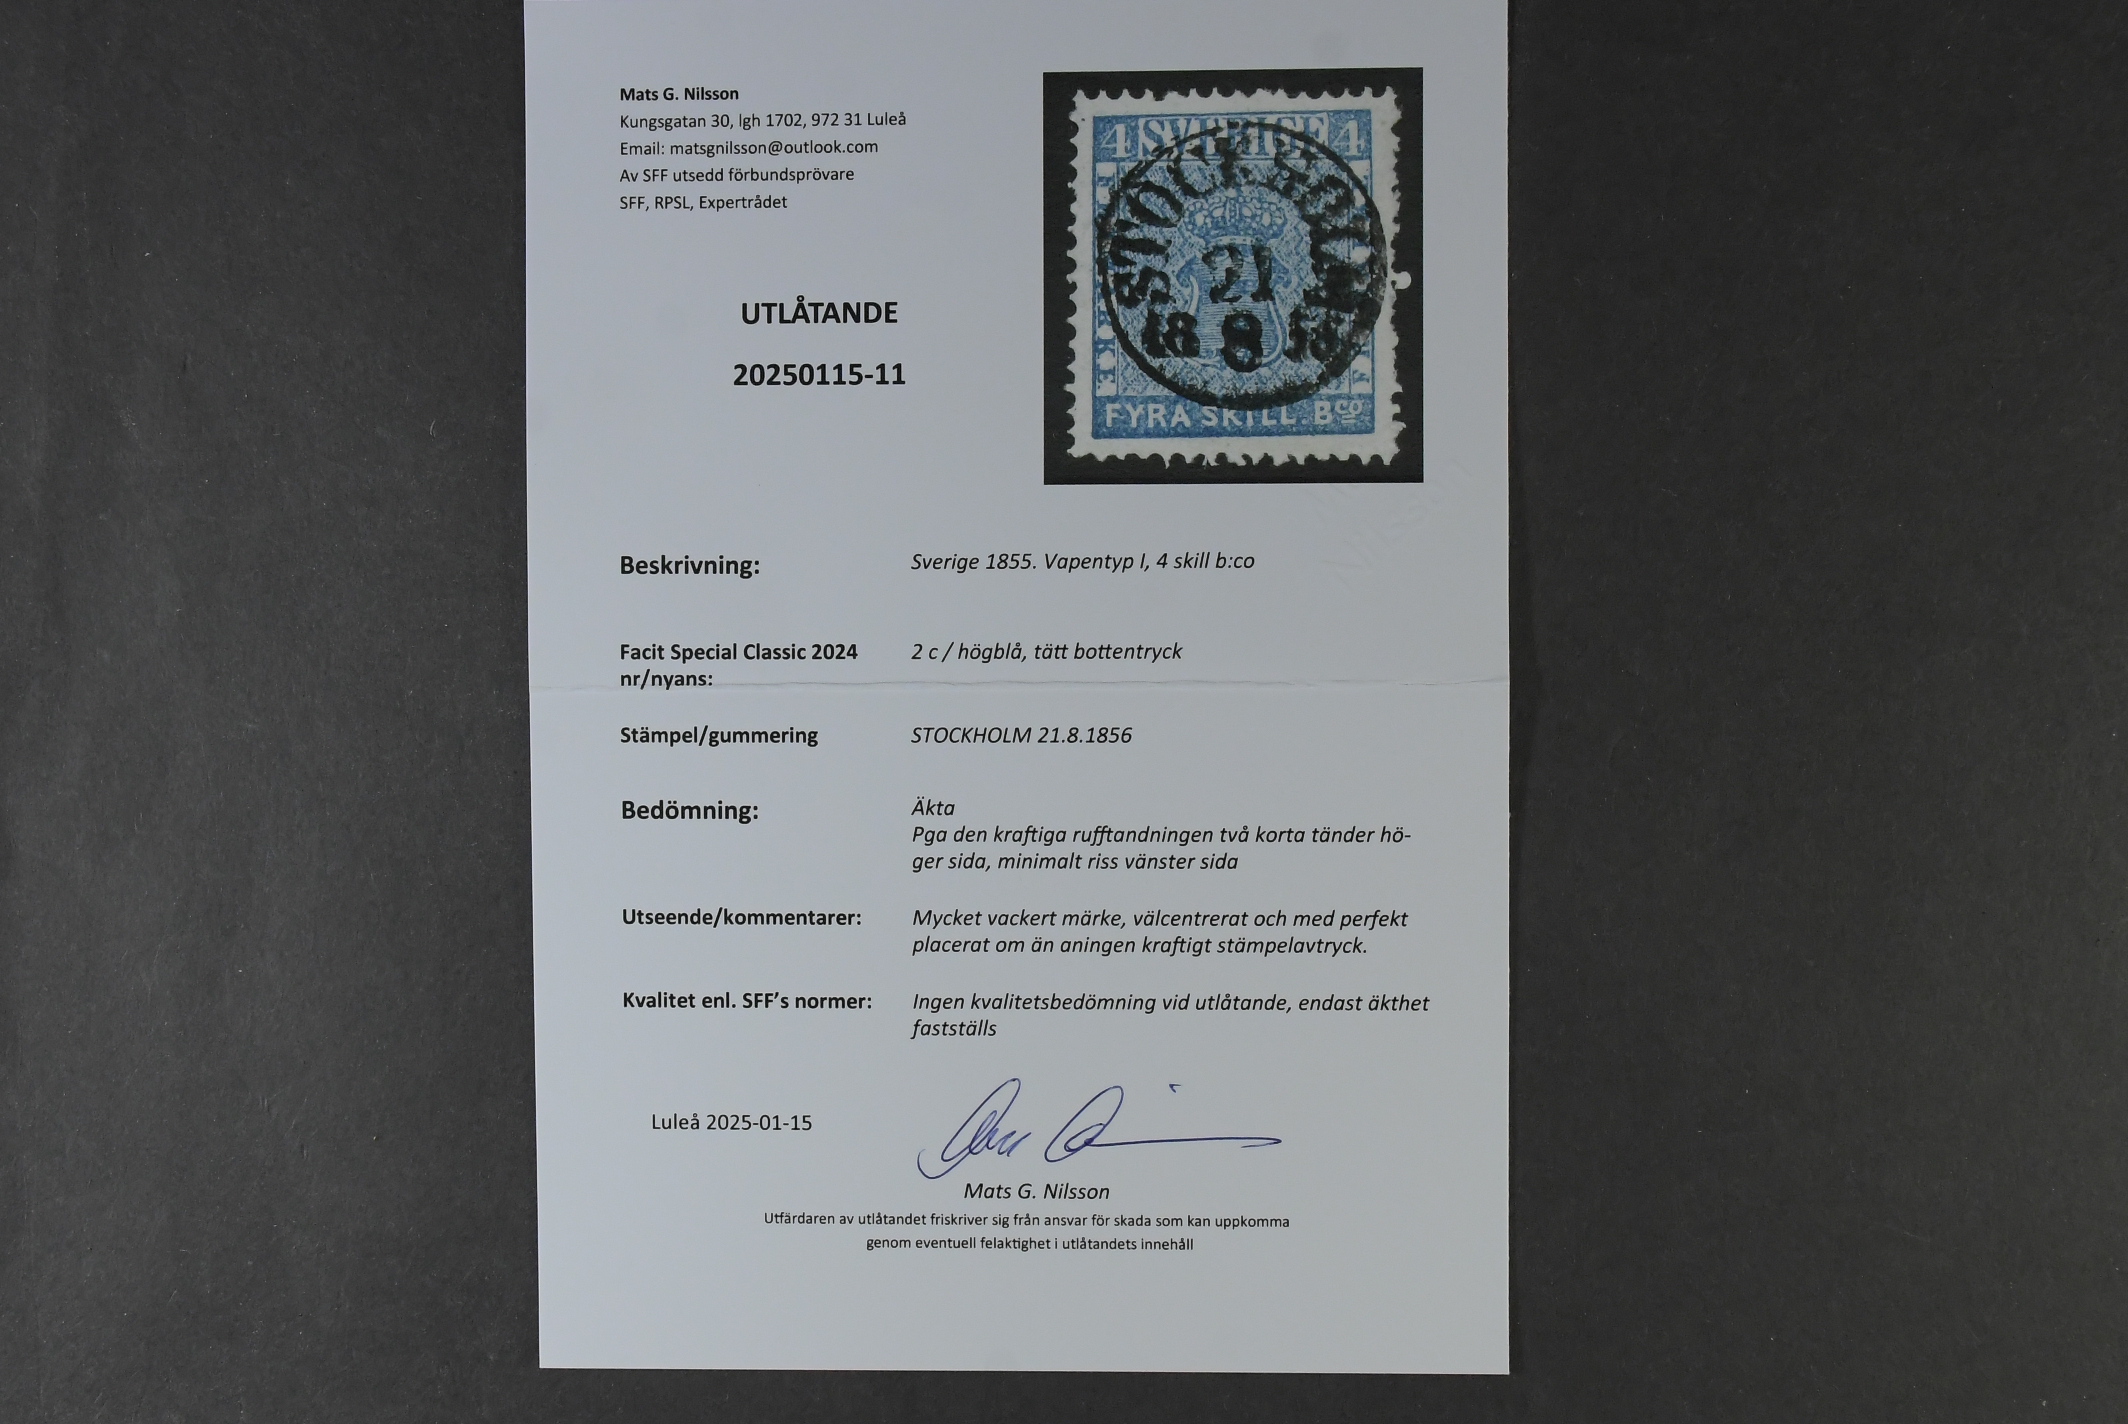 Mats G. Nilsson
Kungsgatan 30, lgh 1702, 972 31 Luleå
Email: matsgnilsson@outlook.com
Av SFF utsedd förbundsprövare
SFF, RPSL, Expertrådet
UTLÅTANDE
20250115-11
4 SVERIGE 4
STOCKHOLM
21
18 8 56
FYRA SKILL. Bco
Beskrivning: Sverige 1855. Vapentyp I, 4 skill b:co
Facit Special Classic 2024 2 c / högblå, tätt bottentryck
nr/nyans:
Stämpel/gummering STOCKHOLM 21.8.1856
Bedömning: Äkta
Pga den kraftiga rufftandningen två korta tänder hö-
ger sida, minimalt riss vänster sida
Utseende/kommentarer: Mycket vackert märke, välcentrerat och med perfekt
placerat om än aningen kraftigt stämpelavtryck.
Kvalitet enl. SFF's normer: Ingen kvalitetsbedömning vid utlåtande, endast äkthet
fastställs
Luleå 2025-01-15
Mats G. Nilsson
Utfärdaren av utlåtandet friskriver sig från ansvar för skada som kan uppkomma
genom eventuell felaktighet i utlåtandets innehåll